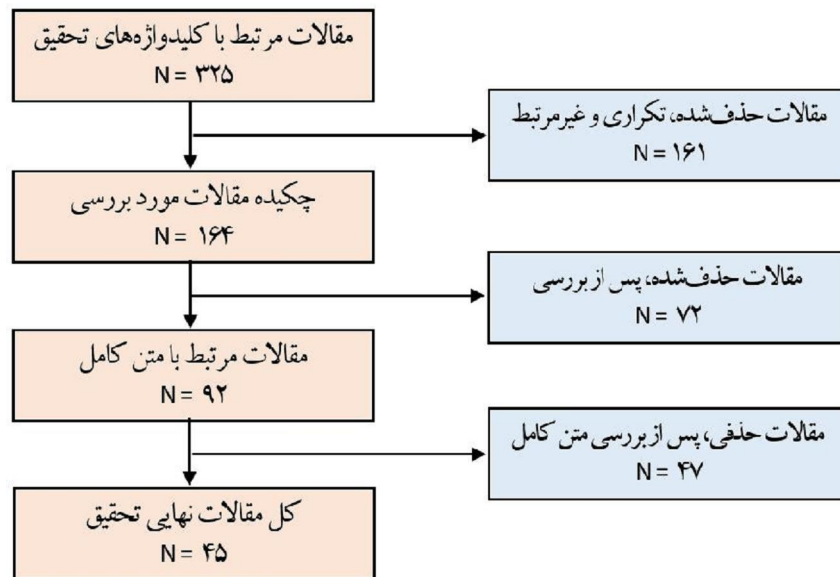 مقالات مرتبط با کلیدواژه‌های تحقیق
N = ۳۲۵
مقالات حذف‌شده، تکراری و غیرمرتبط
N = ۱۶۱
چکیده مقالات مورد بررسی
N = ۱۶۴
مقالات حذف‌شده، پس از بررسی
N = ۷۲
مقالات مرتبط با متن کامل
N = ۹۲
مقالات حذفی، پس از بررسی متن کامل
N = ۴۷
کل مقالات نهایی تحقیق
N = ۴۵